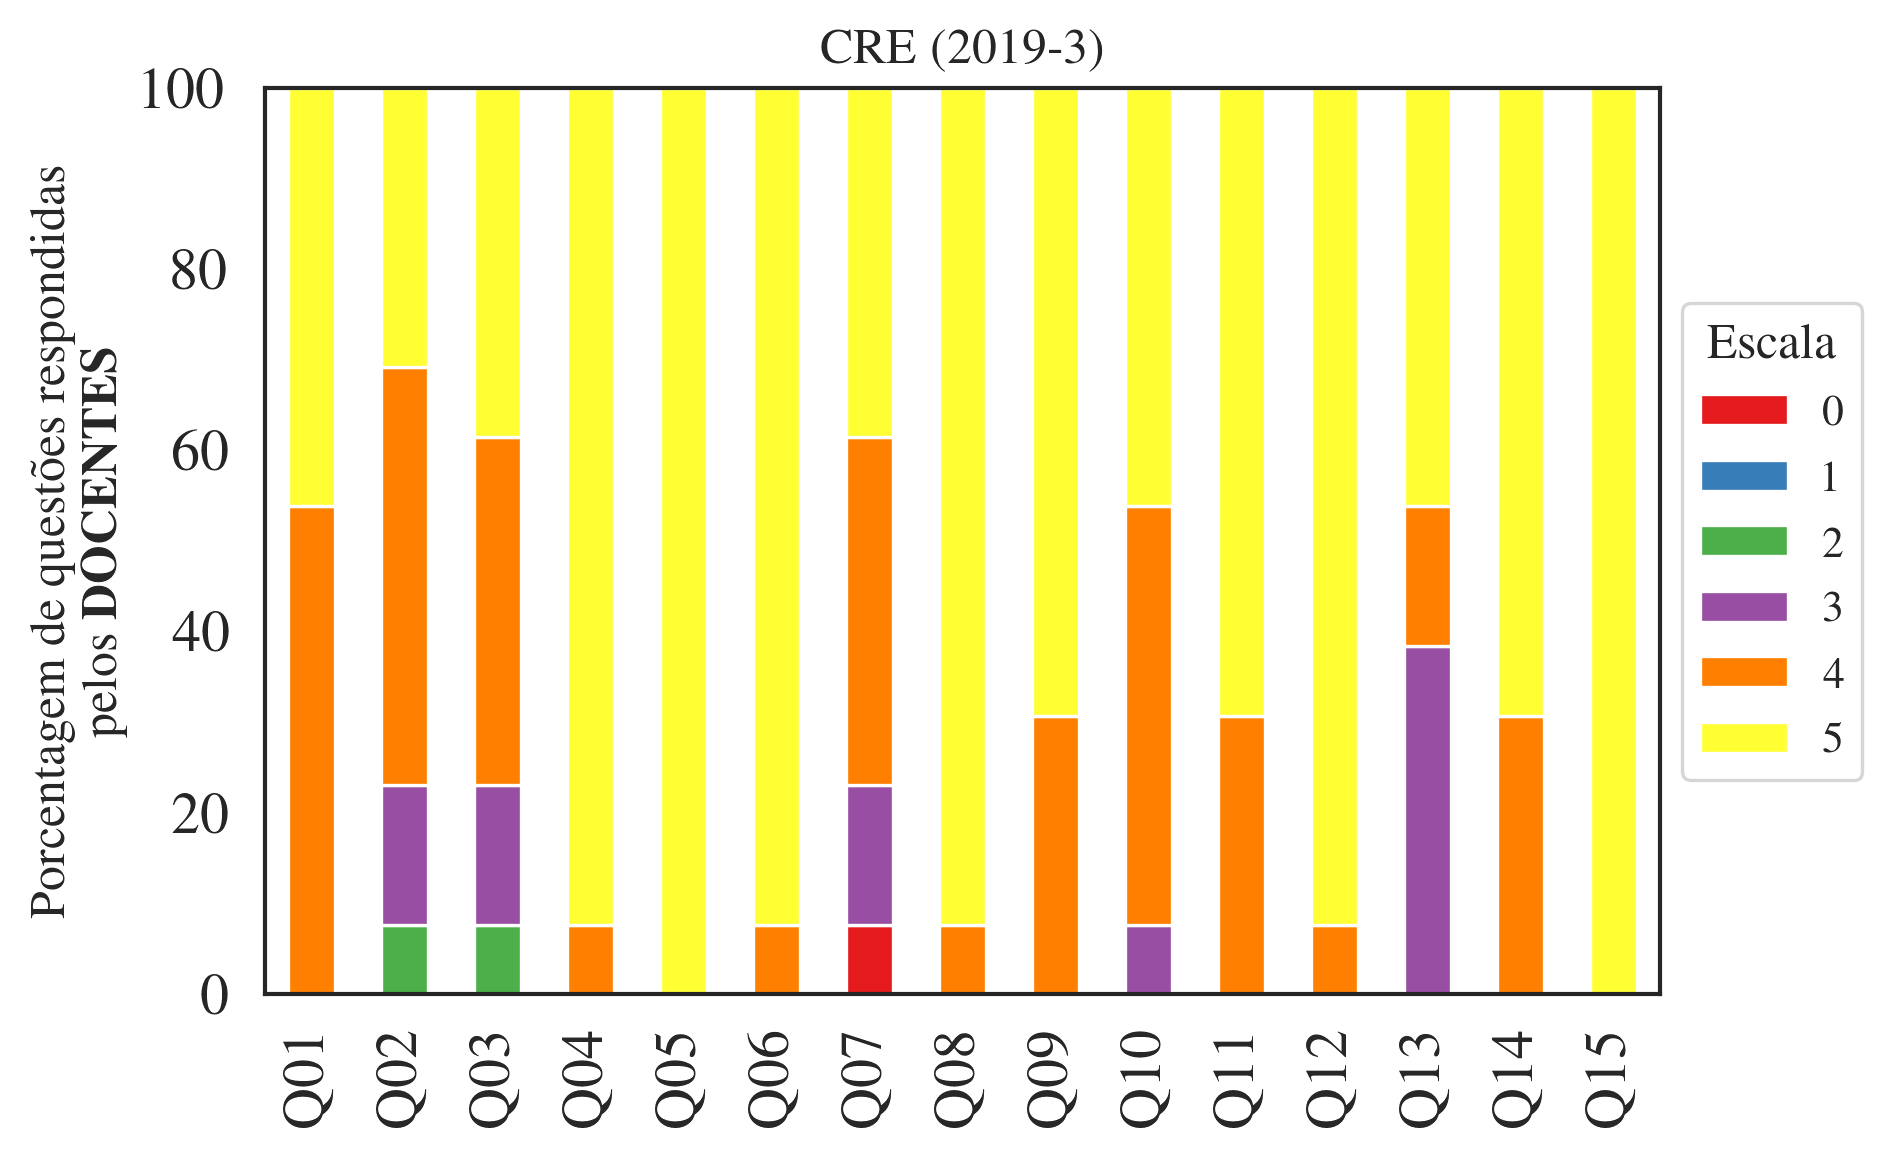 CRE (2019-3)
Porcentagem de questões respondidas
pelos DOCENTES
100
80
60
40
20
0
Q01
Q02
Q03
Q04
Q05
Q06
Q07
Q08
Q09
Q10
Q11
Q12
Q13
Q14
Q15
Escala
0
1
2
3
4
5